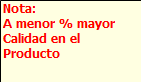 Nota:
A menor % mayor
Calidad en el
Producto